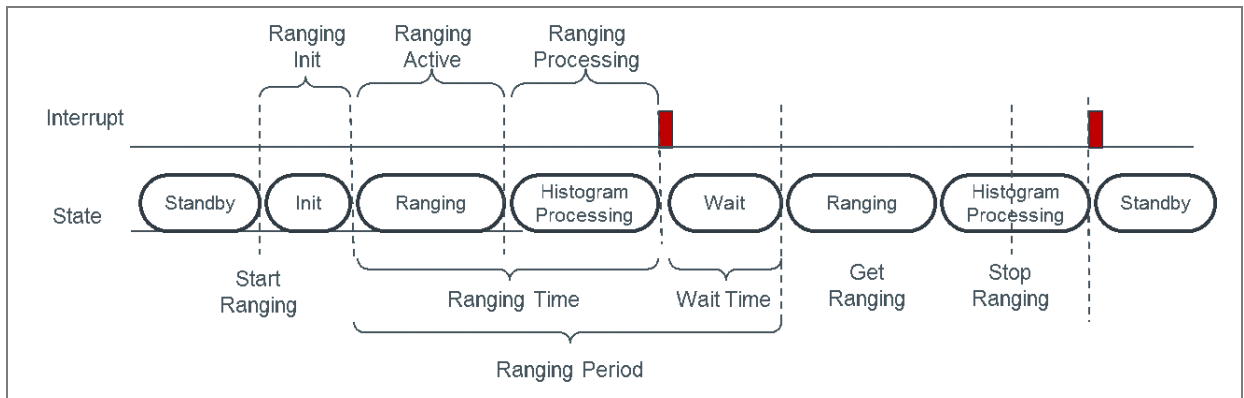 Ranging
Init
Ranging
Active
Ranging
Processing
Interrupt
State
Standby
Init
Ranging
Histogram
Processing
Wait
Ranging
Histogram
Processing
Standby
Start
Ranging
Ranging Time
Wait Time
Get
Ranging
Stop
Ranging
Ranging Period